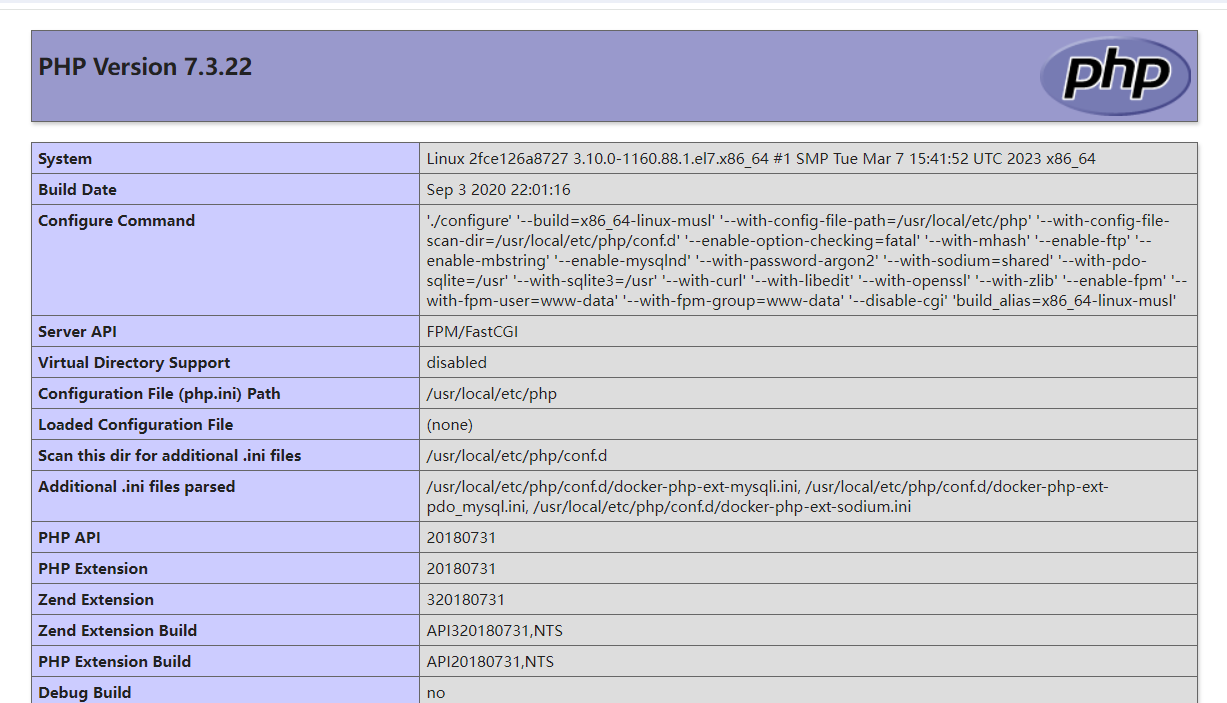 PHP Version 7.3.22
php
System
Linux 2fce126a8727 3.10.0-1160.88.1.el7.x86_64 #1 SMP Tue Mar 7 15:41:52 UTC 2023 x86_64
Build Date
Sep 3 2020 22:01:16
Configure Command
'./configure' '--build=x86_64-linux-musl' '--with-config-file-path=/usr/local/etc/php' '--with-config-file-
scan-dir=/usr/local/etc/php/conf.d' '--enable-option-checking=fatal' '--with-mhash' '--enable-ftp' '--
enable-mbstring' '--enable-mysqlnd' '--with-password-argon2' '--with-sodium=shared' '--with-pdo-
sqlite=/usr' '--with-sqlite3=/usr' '--with-curl' '--with-libedit' '--with-openssl' '--with-zlib' '--enable-fpm' '--
with-fpm-user=www-data' '--with-fpm-group=www-data' '--disable-cgi' 'build_alias=x86_64-linux-musl'
Server API
FPM/FastCGI
Virtual Directory Support
disabled
Configuration File (php.ini) Path
/usr/local/etc/php
Loaded Configuration File
(none)
Scan this dir for additional .ini files
/usr/local/etc/php/conf.d
Additional .ini files parsed
/usr/local/etc/php/conf.d/docker-php-ext-mysqli.ini, /usr/local/etc/php/conf.d/docker-php-ext-
pdo_mysql.ini, /usr/local/etc/php/conf.d/docker-php-ext-sodium.ini
PHP API
20180731
PHP Extension
20180731
Zend Extension
320180731
Zend Extension Build
API320180731,NTS
PHP Extension Build
API20180731,NTS
Debug Build
no